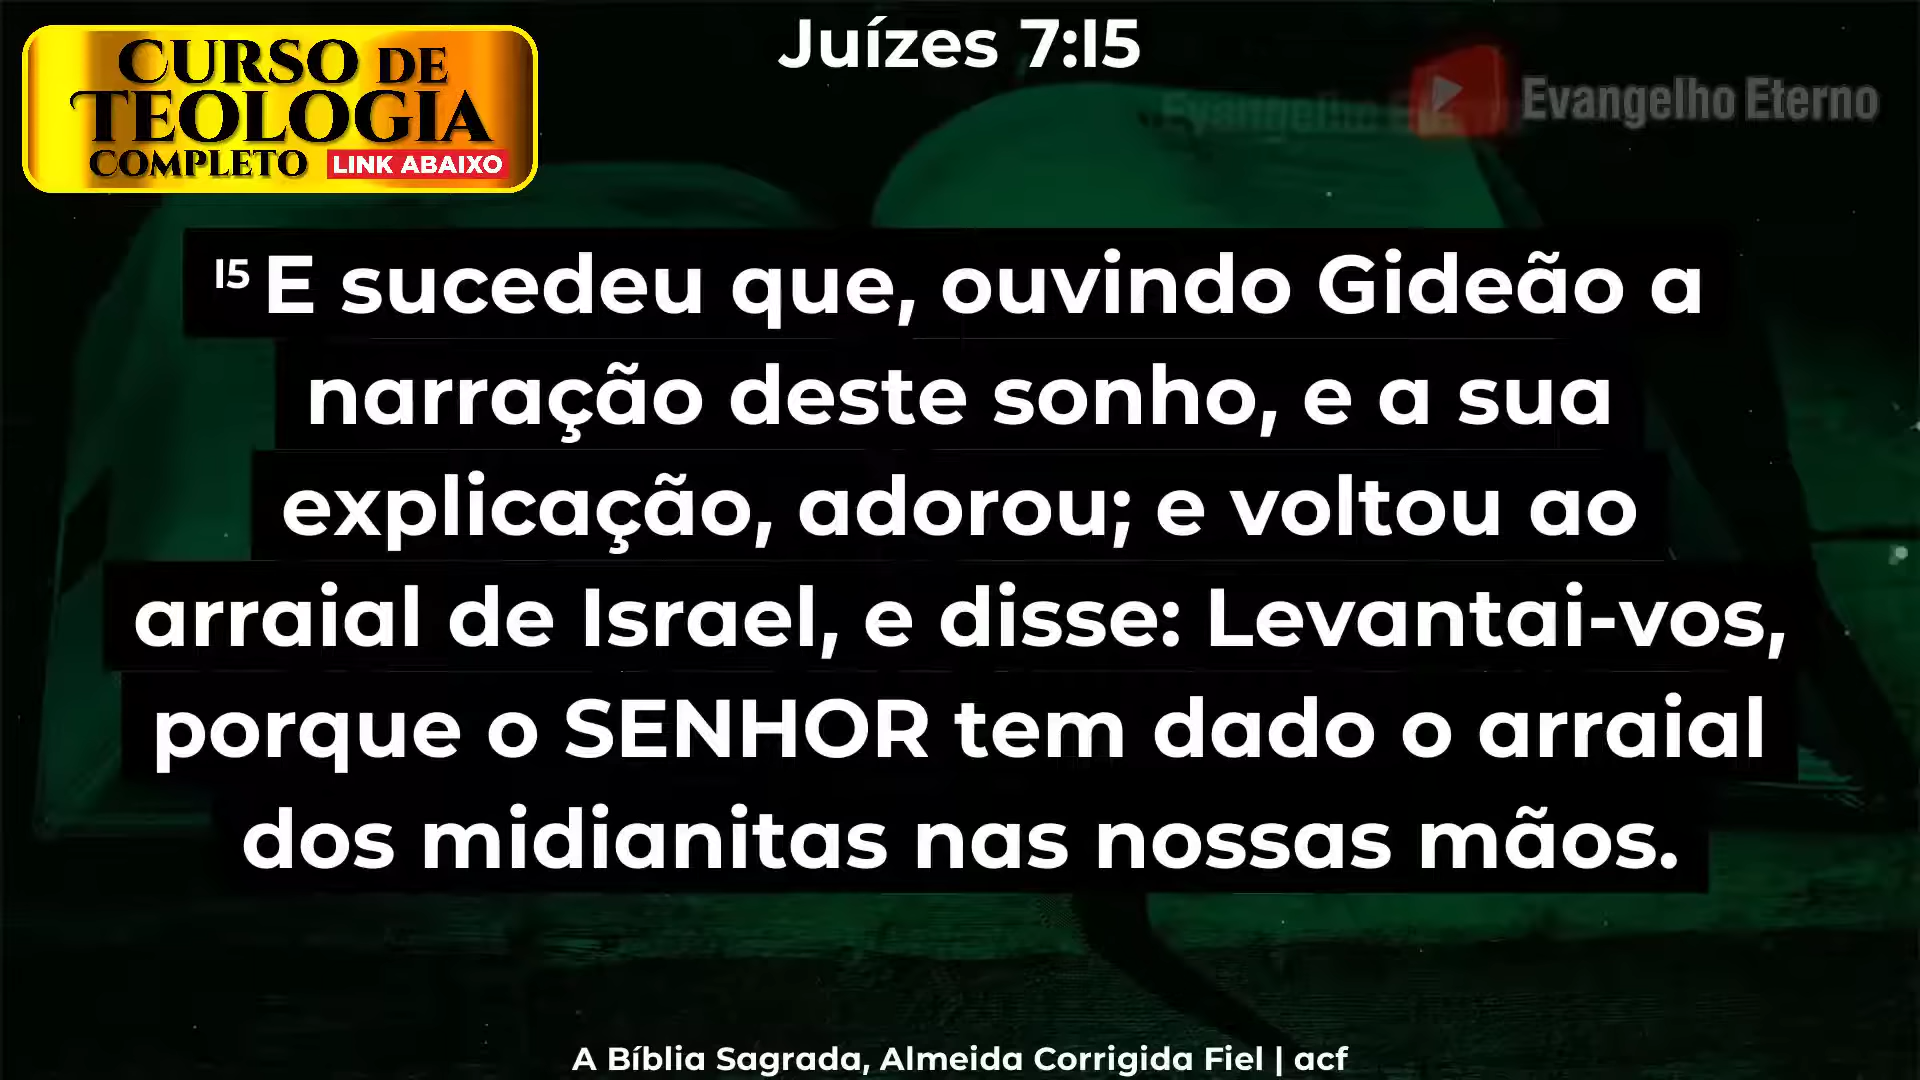 CURSO DE
TEOLOGIA
COMPLETO LINK ABAIXO
Juízes 7:15
Evangelho Eterno
Evangelho Eterno
15 E sucedeu que, ouvindo Gideão a
narração deste sonho, e a sua
explicação, adorou; e voltou ao
arraial de Israel, e disse: Levantai-vos,
porque o SENHOR tem dado o arraial
dos midianitas nas nossas mãos.
A Bíblia Sagrada, Almeida Corrigida Fiel | acf